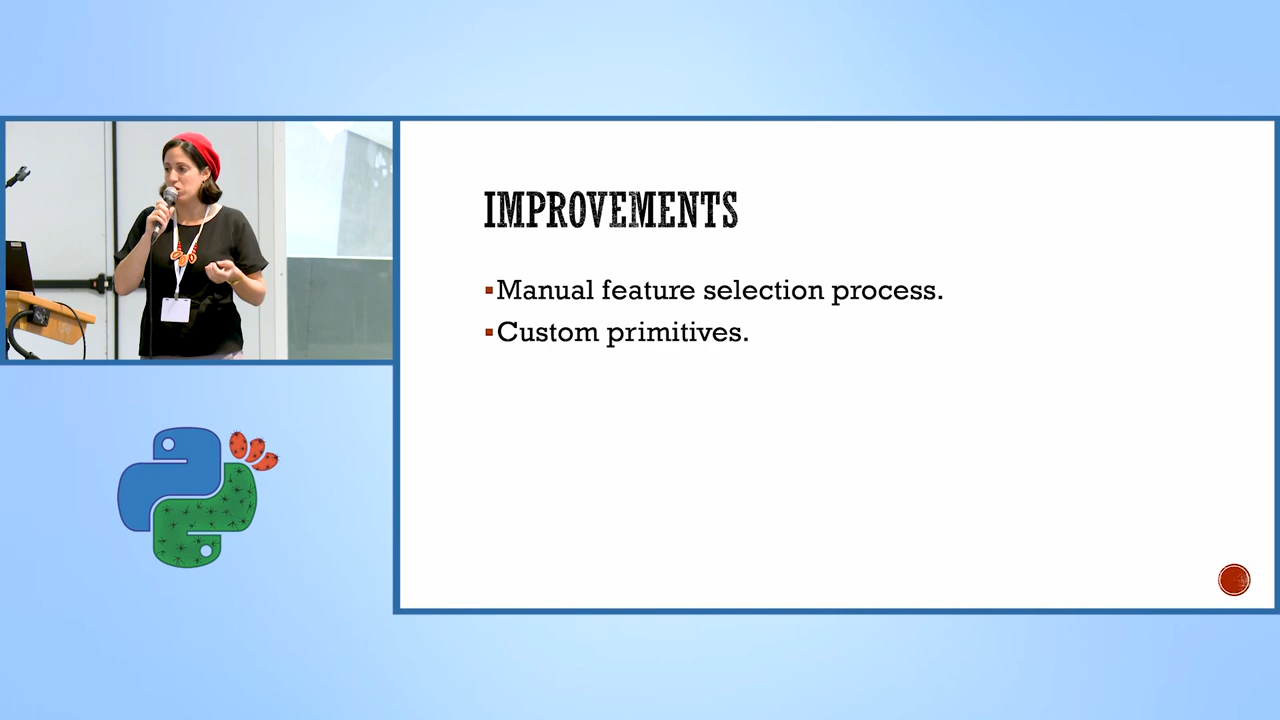 IMPROVEMENTS
▪Manual feature selection process.
▪Custom primitives.